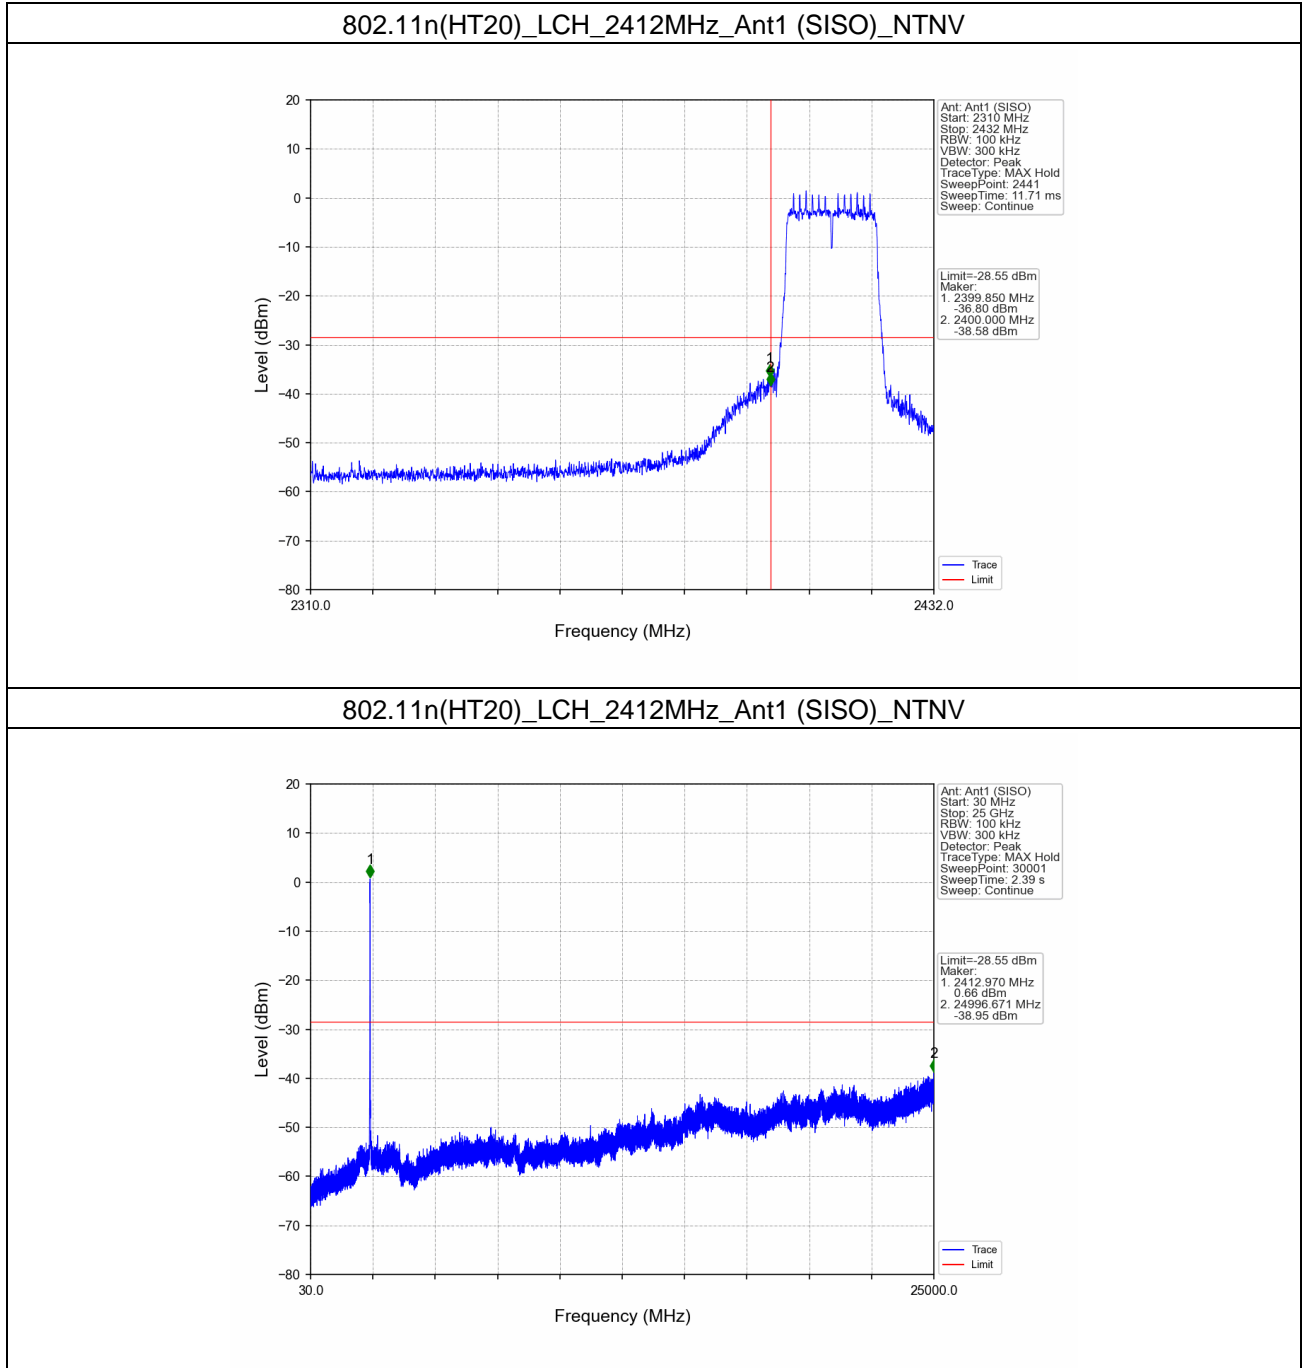 802.11n(HT20)_LCH_2412MHz_Ant1 (SISO)_NTNV
20
10
0
−10
−20
−30
−40
−50
−60
−70
−80
Level (dBm)
2310.0
2432.0
Frequency (MHz)
1
2
Ant: Ant1 (SISO)
Start: 2310 MHz
Stop: 2432 MHz
RBW: 100 kHz
VBW: 300 kHz
Detector: Peak
TraceType: MAX Hold
SweepPoint: 2441
SweepTime: 11.71 ms
Sweep: Continue
Limit=-28.55 dBm
Maker:
1. 2399.850 MHz
-36.80 dBm
2. 2400.000 MHz
-38.58 dBm
Trace
Limit
802.11n(HT20)_LCH_2412MHz_Ant1 (SISO)_NTNV
20
10
0
−10
−20
−30
−40
−50
−60
−70
−80
Level (dBm)
30.0
25000.0
Frequency (MHz)
1
2
Ant: Ant1 (SISO)
Start: 30 MHz
Stop: 25 GHz
RBW: 100 kHz
VBW: 300 kHz
Detector: Peak
TraceType: MAX Hold
SweepPoint: 30001
SweepTime: 2.39 s
Sweep: Continue
Limit=-28.55 dBm
Maker:
1. 2412.970 MHz
0.66 dBm
2. 24996.671 MHz
-38.95 dBm
Trace
Limit